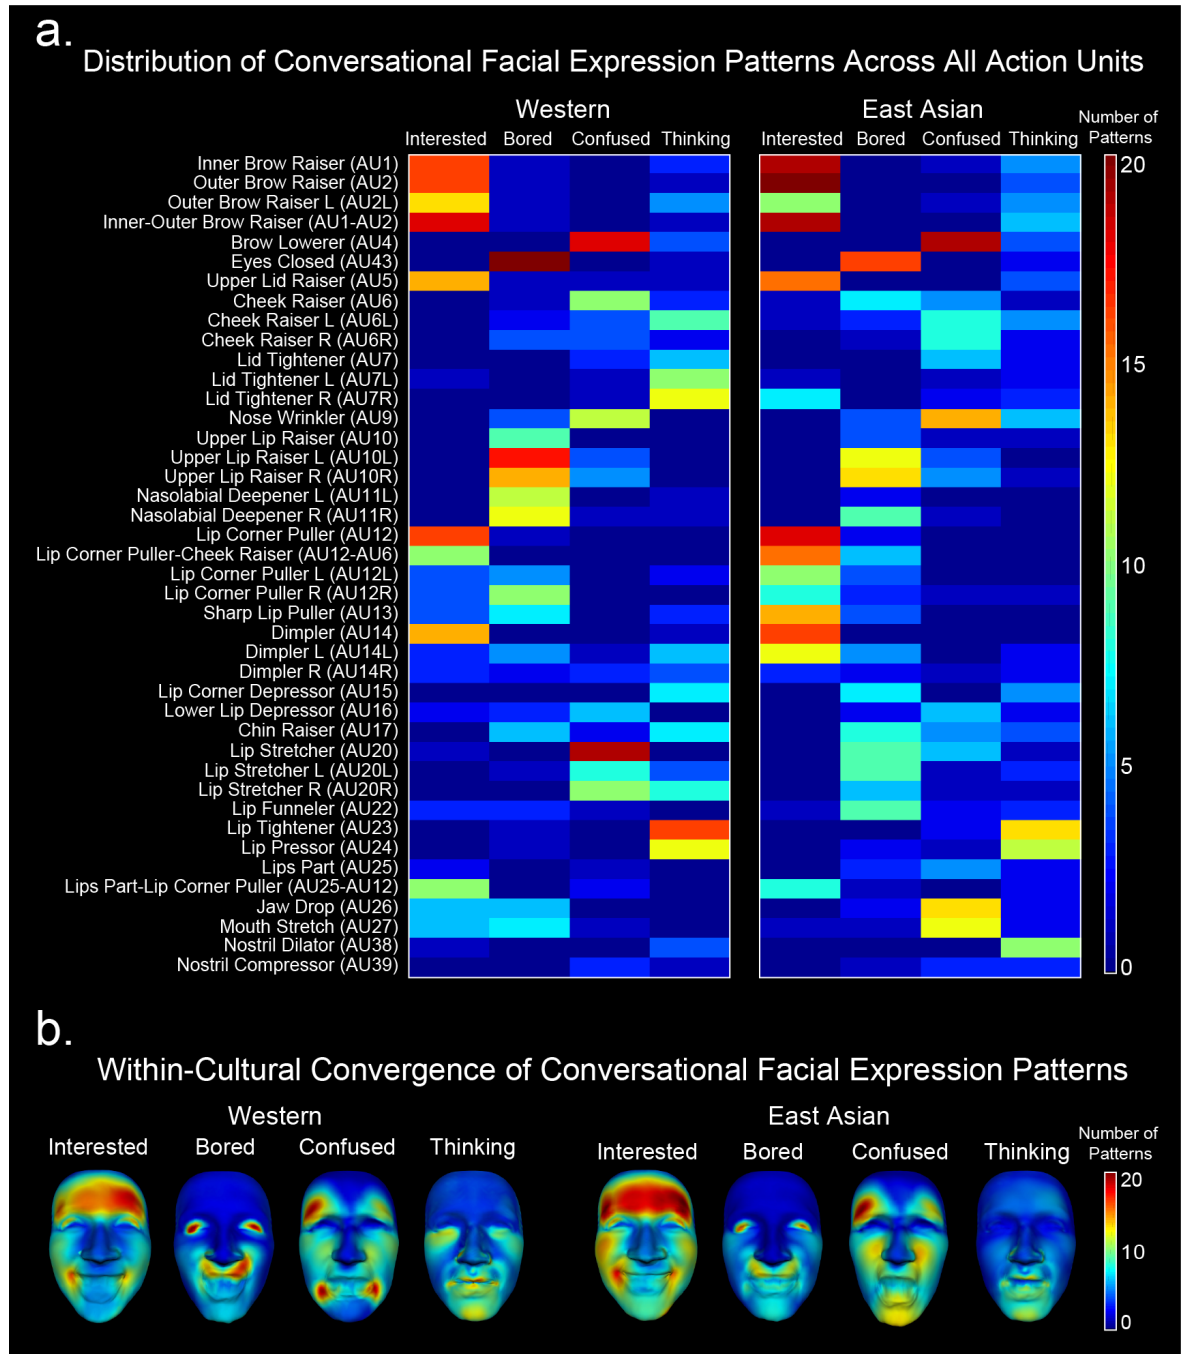 a.
Distribution of Conversational Facial Expression Patterns Across All Action Units
Western
East Asian
Number of
Patterns
Interested Bored Confused Thinking
Interested Bored Confused Thinking
Inner Brow Raiser (AU1)
Outer Brow Raiser (AU2)
Outer Brow Raiser L (AU2L)
Inner-Outer Brow Raiser (AU1-AU2)
Brow Lowerer (AU4)
Eyes Closed (AU43)
Upper Lid Raiser (AU5)
Cheek Raiser (AU6)
Cheek Raiser L (AU6L)
Cheek Raiser R (AU6R)
Lid Tightener (AU7)
Lid Tightener L (AU7L)
Lid Tightener R (AU7R)
Nose Wrinkler (AU9)
Upper Lip Raiser (AU10)
Upper Lip Raiser L (AU10L)
Upper Lip Raiser R (AU10R)
Nasolabial Deepener L (AU11L)
Nasolabial Deepener R (AU11R)
Lip Corner Puller (AU12)
Lip Corner Puller-Cheek Raiser (AU12-AU6)
Lip Corner Puller L (AU12L)
Lip Corner Puller R (AU12R)
Sharp Lip Puller (AU13)
Dimpler (AU14)
Dimpler L (AU14L)
Dimpler R (AU14R)
Lip Corner Depressor (AU15)
Lower Lip Depressor (AU16)
Chin Raiser (AU17)
Lip Stretcher (AU20)
Lip Stretcher L (AU20L)
Lip Stretcher R (AU20R)
Lip Funneler (AU22)
Lip Tightener (AU23)
Lip Pressor (AU24)
Lips Part (AU25)
Lips Part-Lip Corner Puller (AU25-AU12)
Jaw Drop (AU26)
Mouth Stretch (AU27)
Nostril Dilator (AU38)
Nostril Compressor (AU39)
20
15
10
5
0
b.
Within-Cultural Convergence of Conversational Facial Expression Patterns
Western
East Asian
Interested Bored Confused Thinking
Interested Bored Confused Thinking
Number of
Patterns
20
10
0